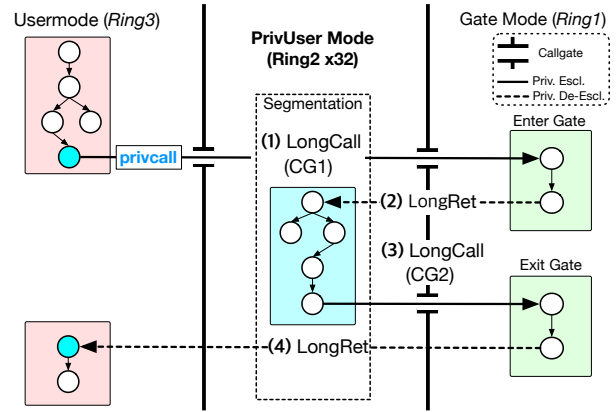 Usermode (Ring3)
PrivUser Mode
(Ring2 x32)
Gate Mode (Ring1)
Callgate
Priv. Escl.
Priv. De-Escl.
Segmentation
(1) LongCall
(CG1)
privcall
Enter Gate
(2) LongRet
(3) LongCall
(CG2)
Exit Gate
(4) LongRet